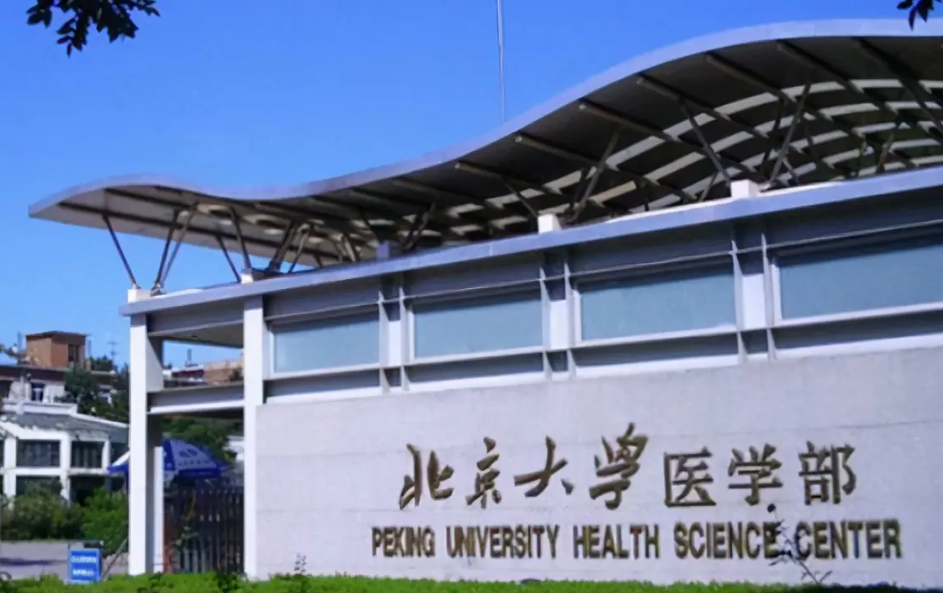 北京大学医学部
PEKING UNIVERSITY HEALTH SCIENCE CENTER